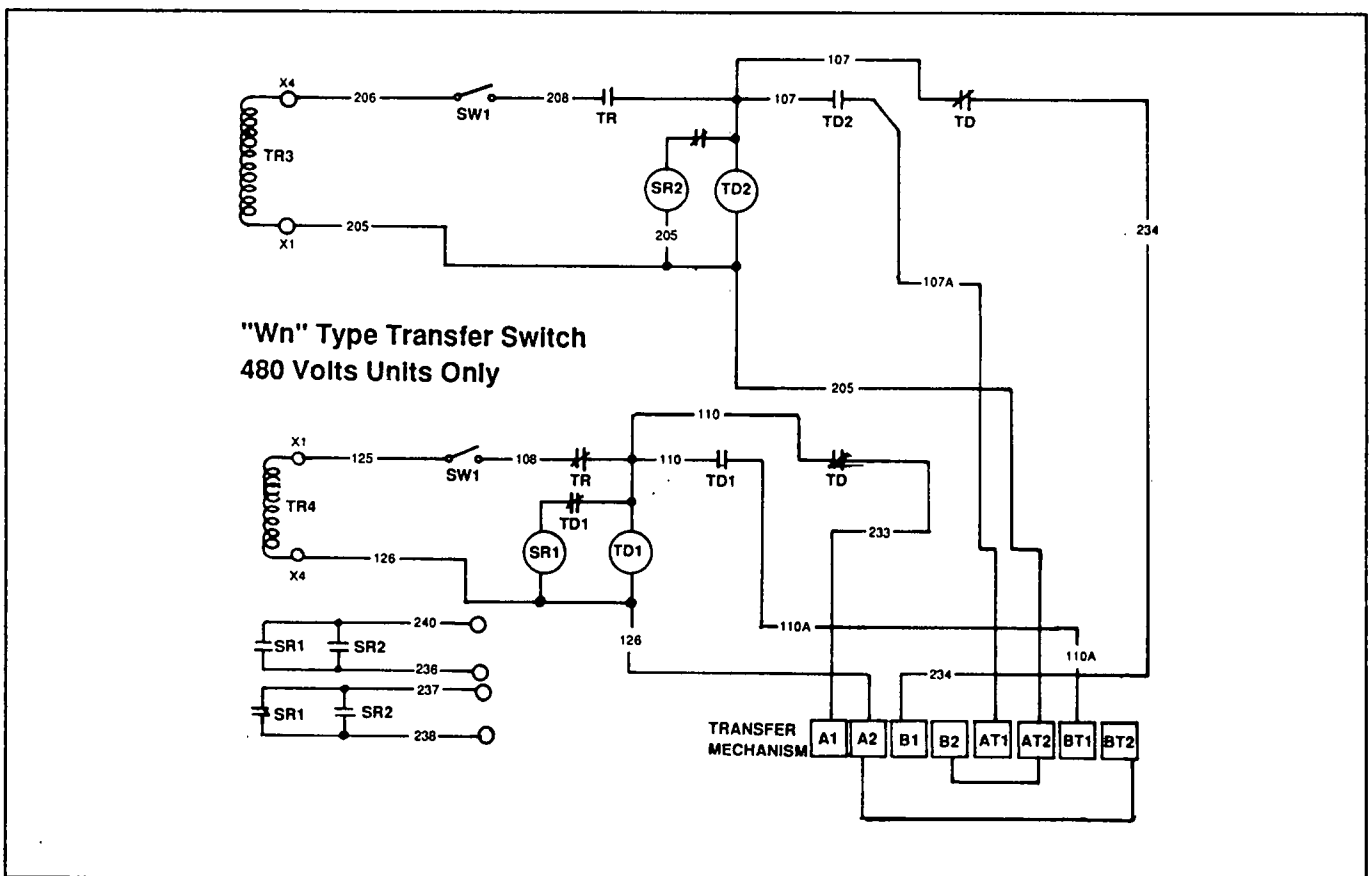 107
X4
206
SW1
208
TR
107
TD2
TD
TR3
SR2
TD2
X1
205
205
234
107A
"Wn" Type Transfer Switch
480 Volts Units Only
205
110
X1
125
SW1
108
TR
110
TD1
TD
TR4
TD1
SR1
TD1
233
X4
126
240
SR1
SR2
236
126
110A
110A
237
234
SR1
SR2
238
TRANSFER
MECHANISM
A1
A2
B1
B2
AT1
AT2
BT1
BT2